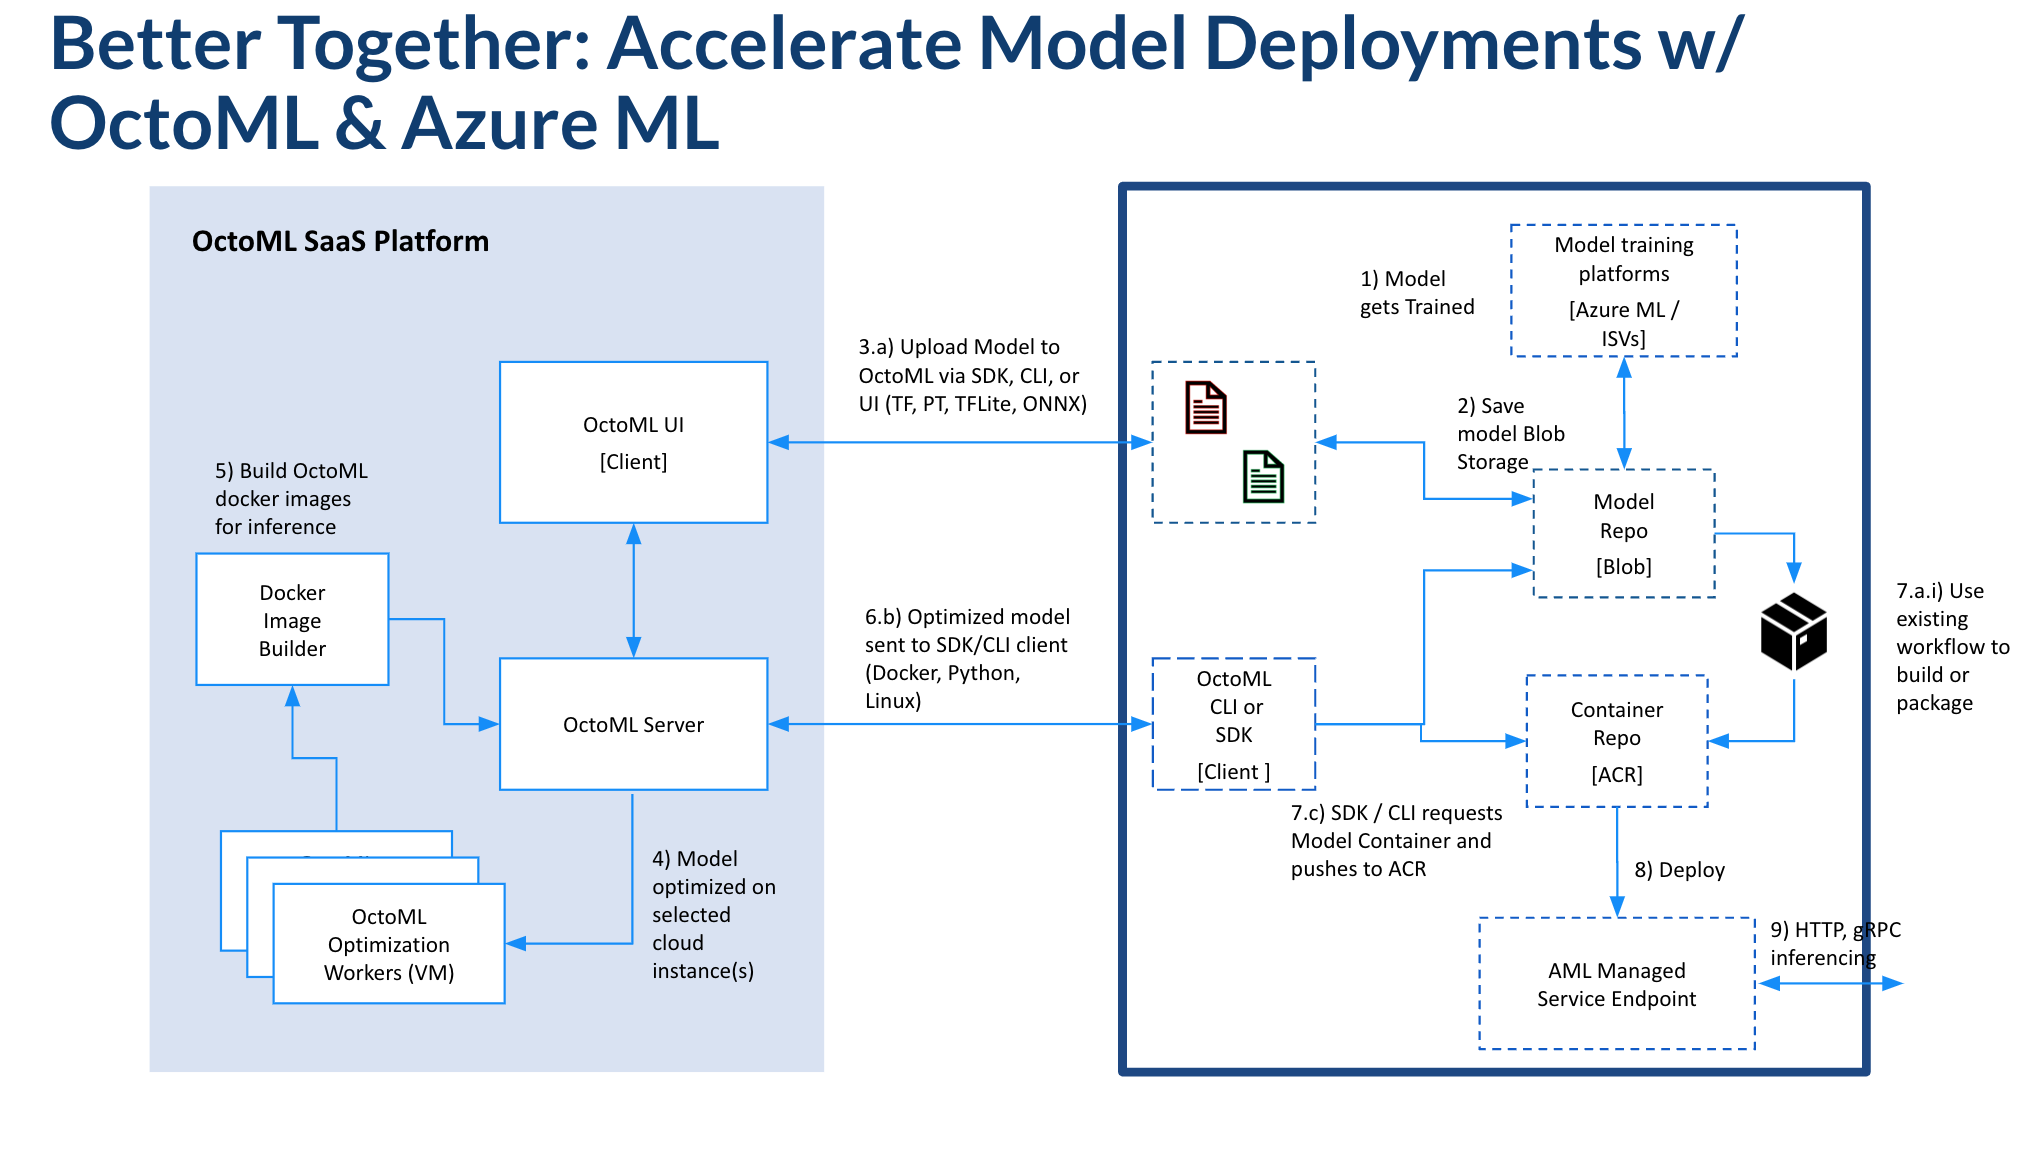 Better Together: Accelerate Model Deployments w/
OctoML & Azure ML
OctoML SaaS Platform
OctoML UI
[Client]
5) Build OctoML
docker images
for inference
Docker
Image
Builder
OctoML Server
OctoML
Optimization
Workers (VM)
4) Model
optimized on
selected
cloud
instance(s)
3.a) Upload Model to
OctoML via SDK, CLI, or
UI (TF, PT, TFLite, ONNX)
6.b) Optimized model
sent to SDK/CLI client
(Docker, Python,
Linux)
1) Model
gets Trained
Model training
platforms
[Azure ML /
ISVs]
2) Save
model Blob
Storage
Model
Repo
[Blob]
OctoML
CLI or
SDK
[Client ]
Container
Repo
[ACR]
7.a.i) Use
existing
workflow to
build or
package
7.c) SDK / CLI requests
Model Container and
pushes to ACR
8) Deploy
AML Managed
Service Endpoint
9) HTTP, gRPC
inferencing